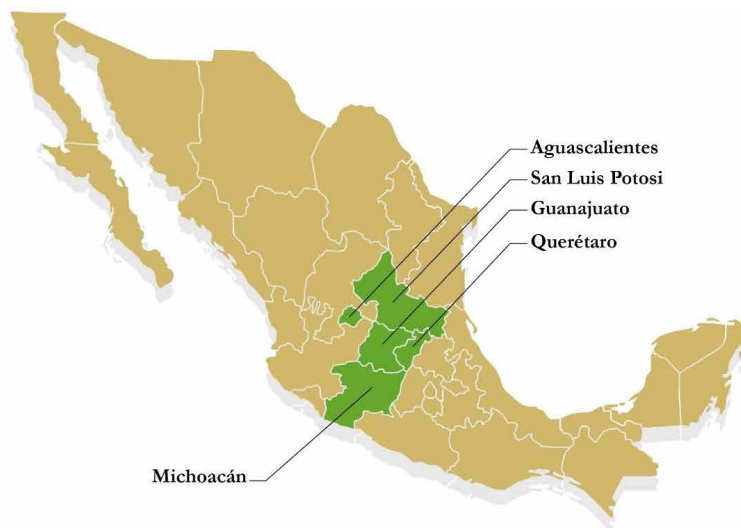 Aguascalientes
San Luis Potosi
Guanajuato
Querétaro
Michoacán